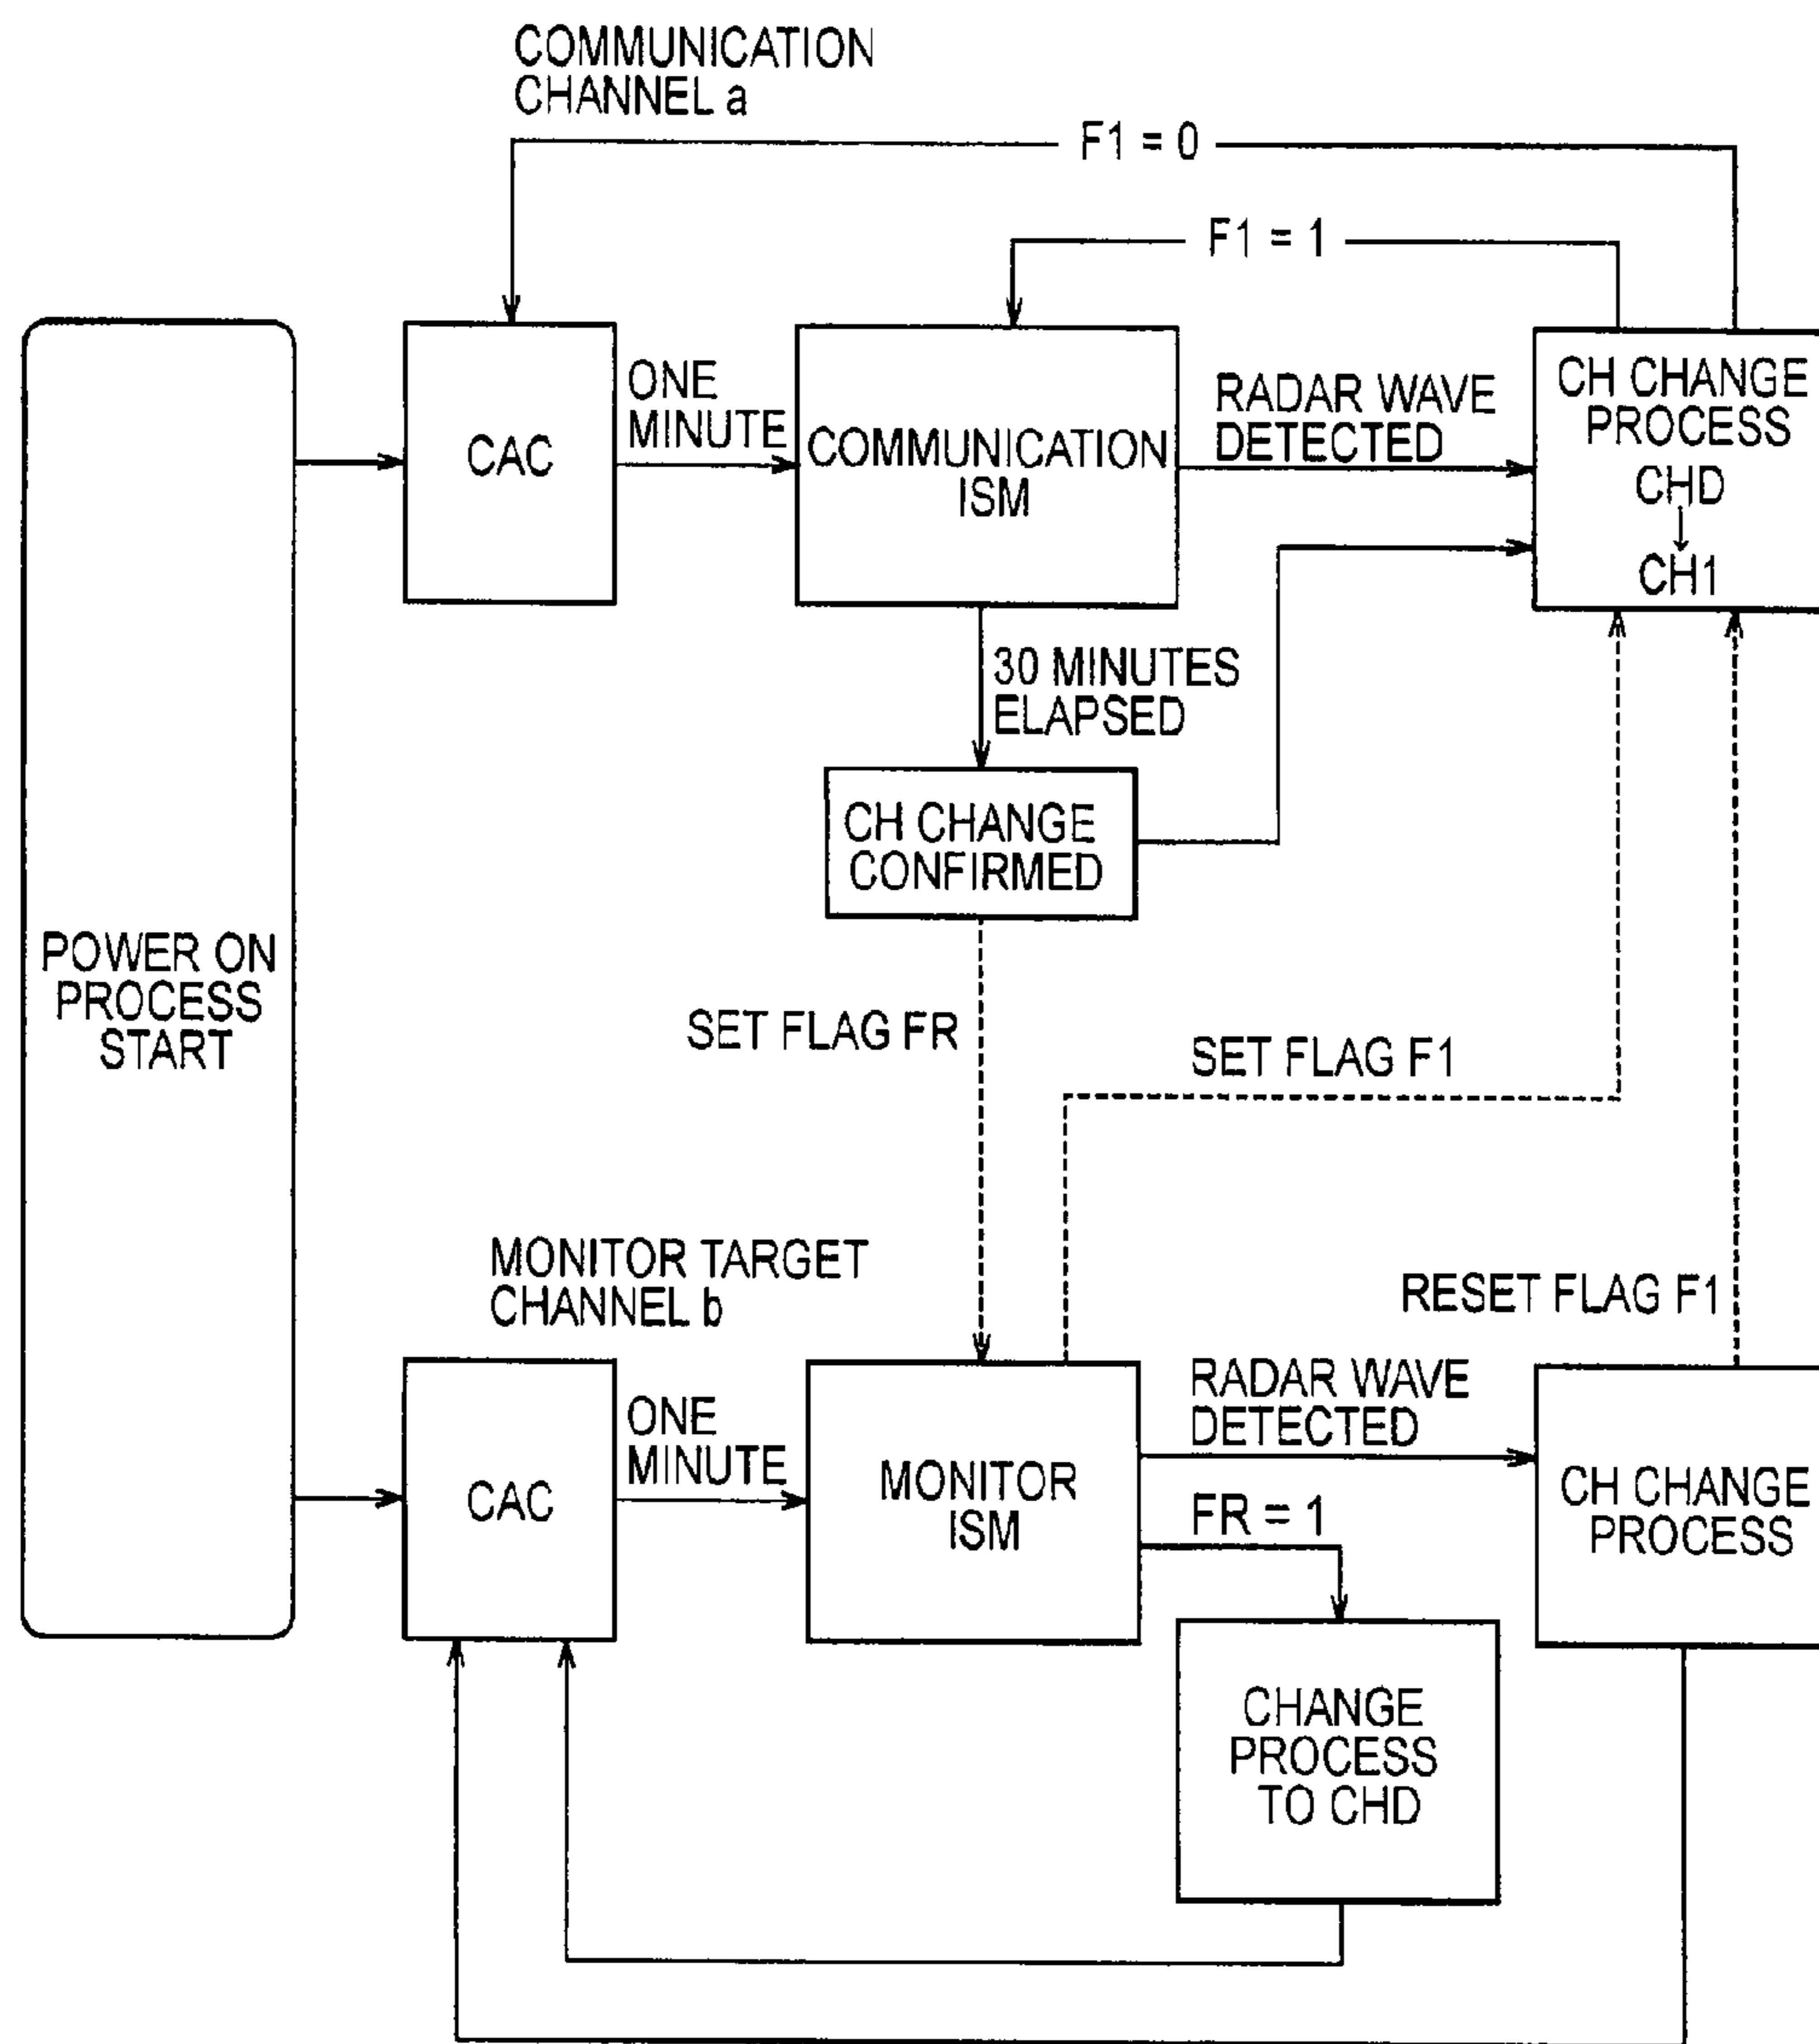 COMMUNICATION
CHANNEL a
F1 = 0
F1 = 1
CAC
ONE
MINUTE
COMMUNICATION
ISM
RADAR WAVE
DETECTED
CH CHANGE
PROCESS
CHD
CH1
30 MINUTES
ELAPSED
CH CHANGE
CONFIRMED
POWER ON
PROCESS
START
SET FLAG FR
SET FLAG F1
MONITOR TARGET
CHANNEL b
RESET FLAG F1
CAC
ONE
MINUTE
MONITOR
ISM
RADAR WAVE
DETECTED
FR = 1
CH CHANGE
PROCESS
CHANGE
PROCESS
TO CHD